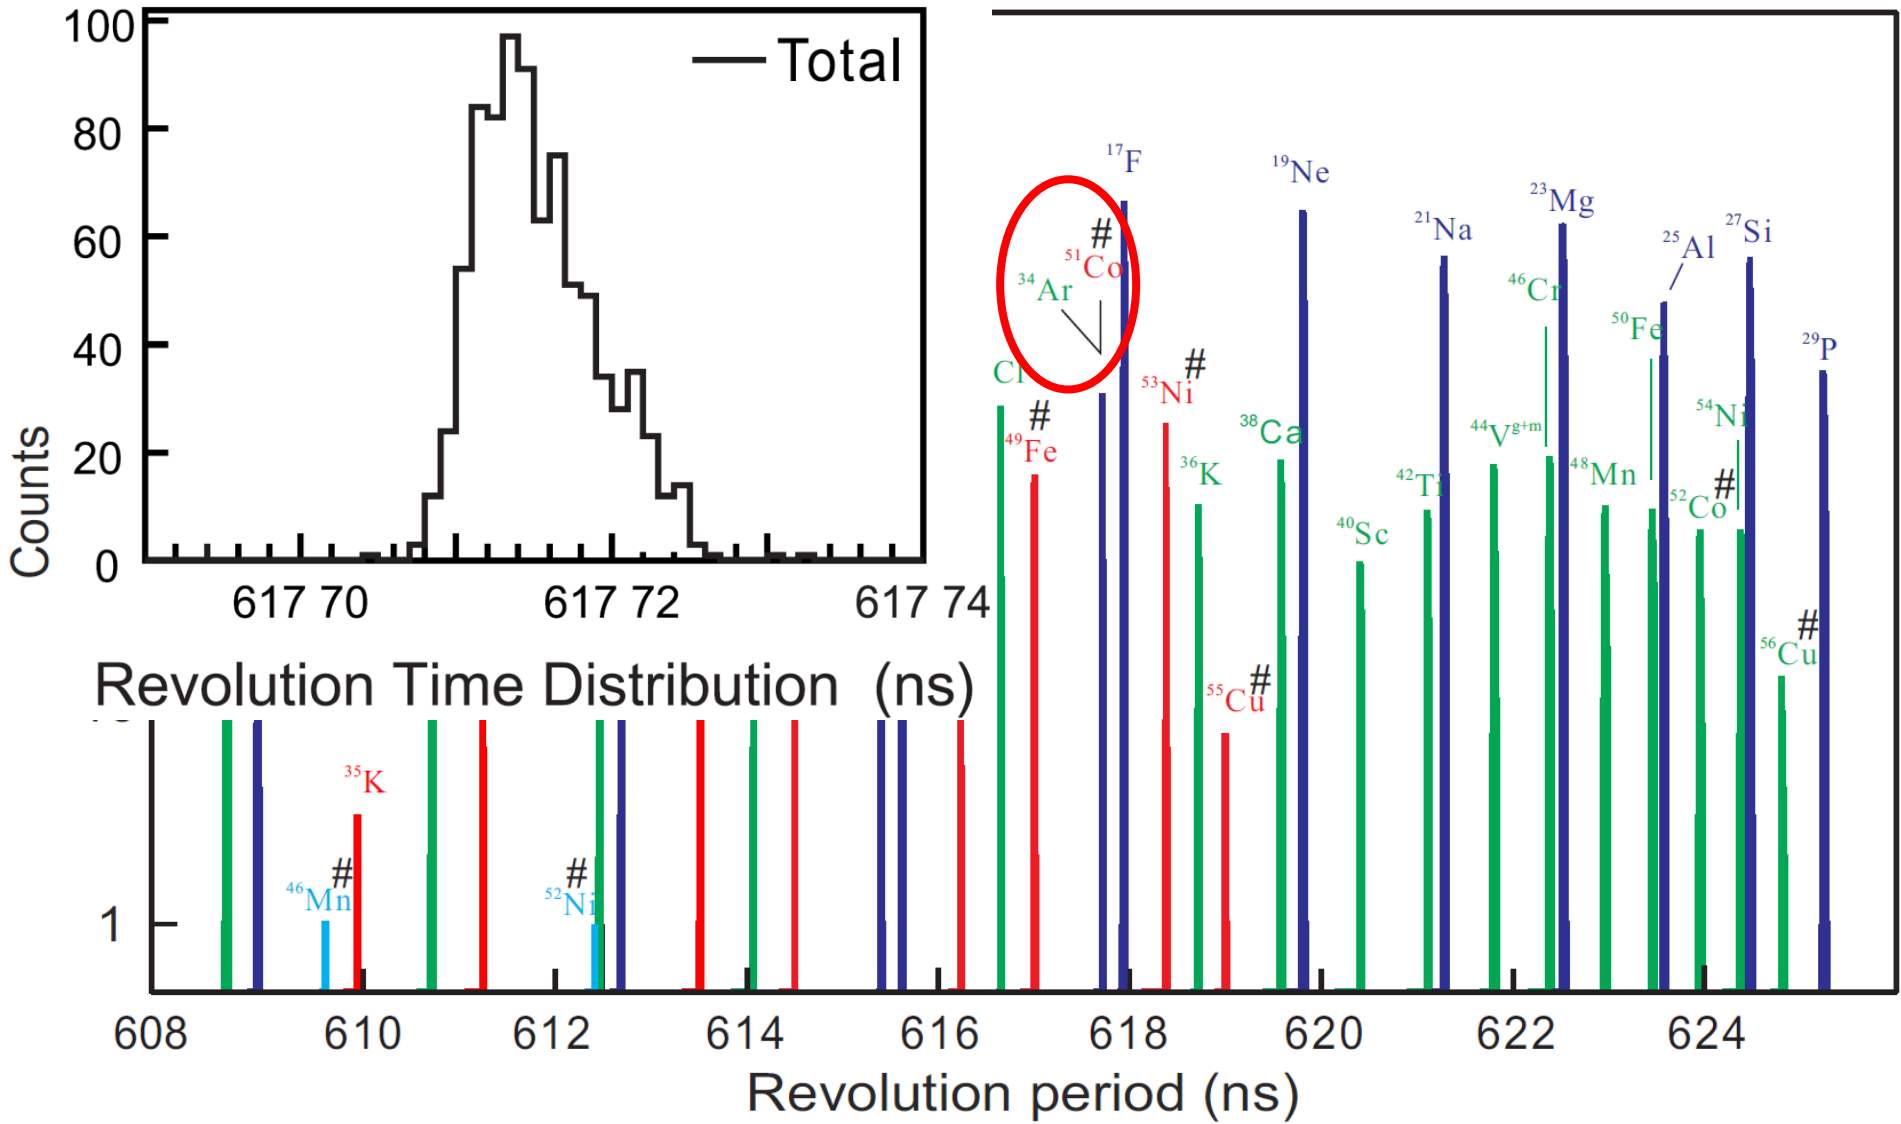 100
80
60
40
20
0
Counts
Total
617 70
617 72
617 74
Revolution Time Distribution (ns)
17F
19Ne
23Mg
21Na
27Si
25Al
#
51Co
34Ar
46Cr
50Fe
29P
Cl
#
53Ni
#
49Fe
38Ca
44Vg+m
54Ni
36K
42Ti
48Mn
#
52Co
40Sc
#
56Cu
#
55Cu
35K
#
46Mn
#
52Ni
1
608
610
612
614
616
618
620
622
624
Revolution period (ns)